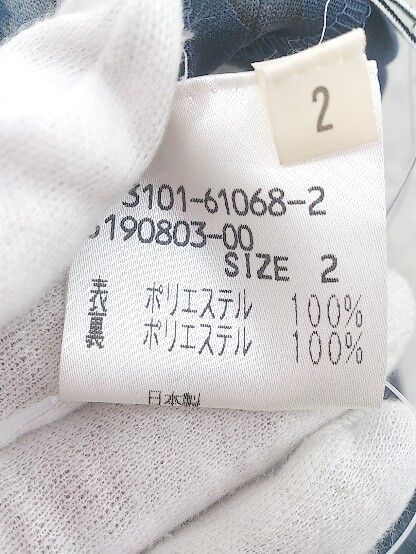 2
3101-61068-2
190803-00
SIZE 2
表 ポリエステル 100%
裏 ポリエステル 100%
日本製